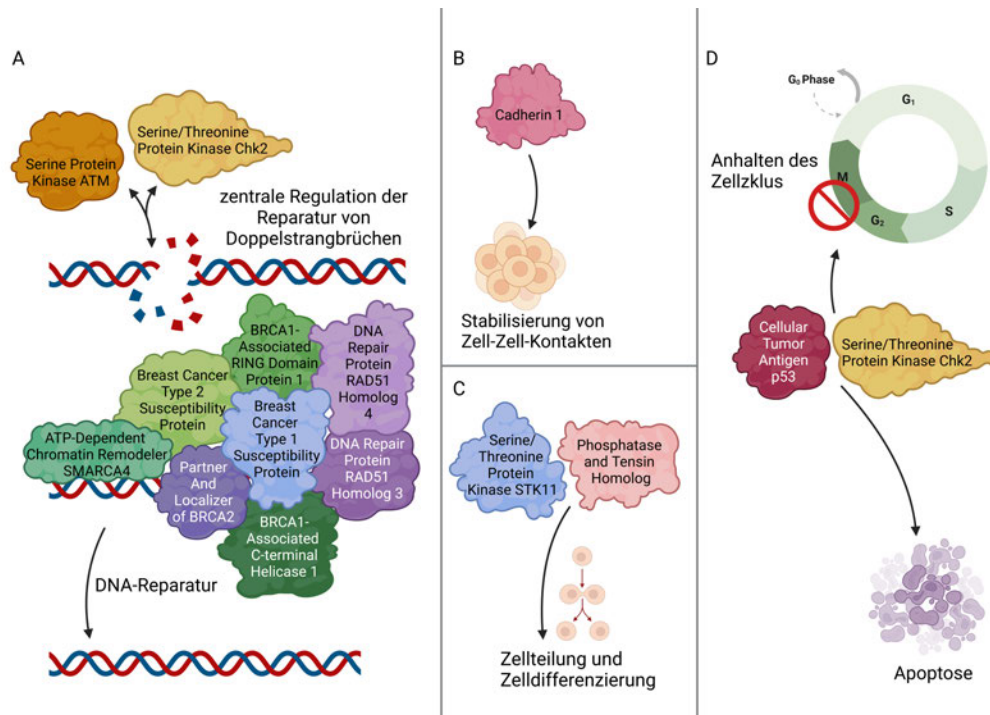 A
Serine Protein
Kinase ATM
Serine/Threonine
Protein Kinase Chk2
zentrale Regulation der
Reparatur von
Doppelstrangbrüchen
BRCA1-
Associated
RING Domain
Protein 1
DNA
Repair
Protein
RAD51
Homolog
4
Breast Cancer
Type 2
Susceptibility
Protein
Breast
Cancer
Type 1
Susceptibility
Protein
ATP-Dependent
Chromatin Remodeler
SMARCA4
Partner
And
Localizer
of BRCA2
DNA Repair
Protein
RAD51
Homolog 3
BRCA1-
Associated
C-terminal
Helicase 1
DNA-Reparatur
B
Cadherin 1
Stabilisierung von
Zell-Zell-Kontakten
C
Serine/
Threonine
Protein
Kinase STK11
Phosphatase
and Tensin
Homolog
Zellteilung und
Zelldifferenzierung
D
G₀ Phase
G₁
Anhalten des
Zellzklus
M
G₂
S
Cellular
Tumor
Antigen
p53
Serine/Threonine
Protein Kinase Chk2
Apoptose